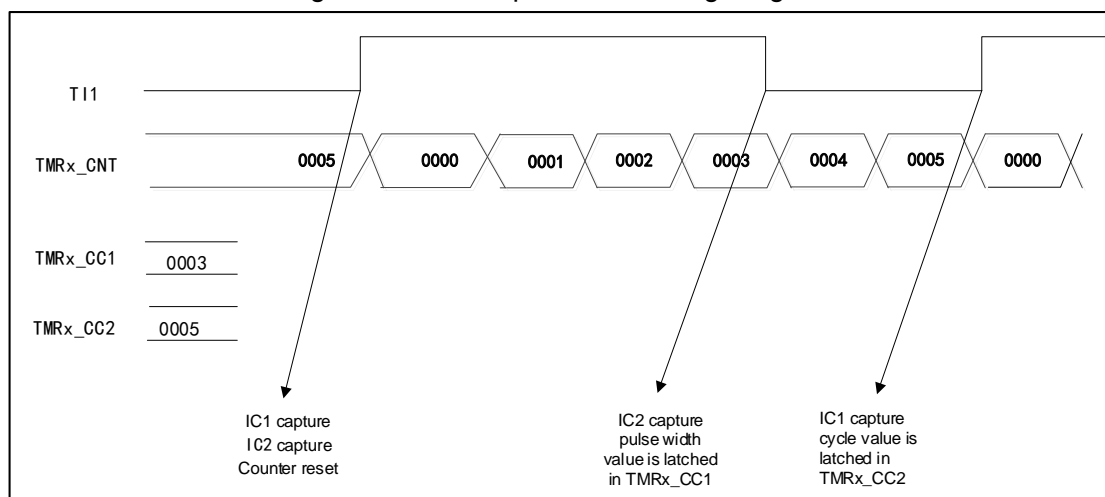 TI1
TMRx_CNT
0005 0000 0001 0002 0003 0004 0005 0000
TMRx_CC1
0003
TMRx_CC2
0005
IC1 capture
IC2 capture
Counter reset
IC2 capture
pulse width
value is latched
in TMRx_CC1
IC1 capture
cycle value is
latched in
TMRx_CC2